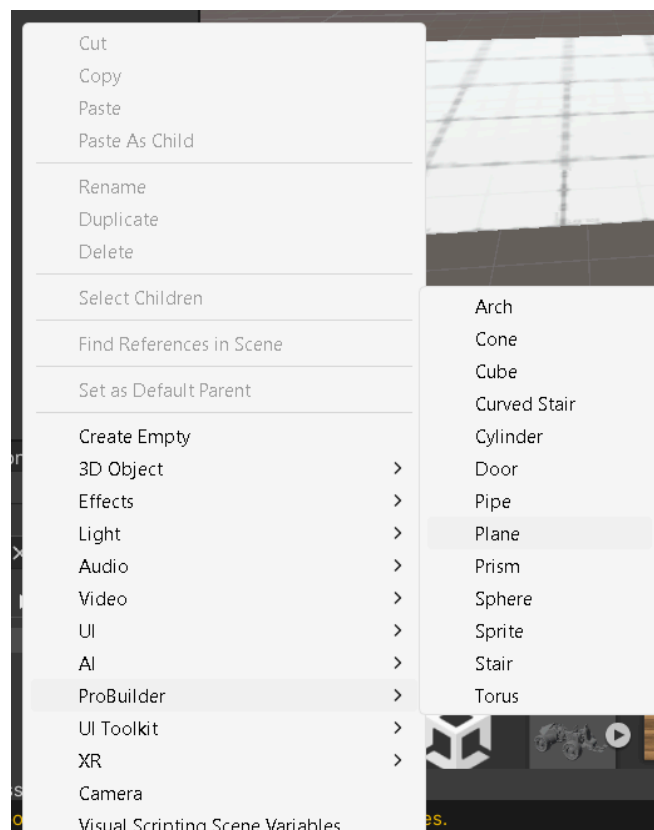 Cut
Copy
Paste
Paste As Child
Rename
Duplicate
Delete
Select Children
Find References in Scene
Set as Default Parent
Create Empty
3D Object
Effects
Light
Audio
Video
UI
AI
ProBuilder
UI Toolkit
XR
Camera
Visual Scripting Scene Variables
Arch
Cone
Cube
Curved Stair
Cylinder
Door
Pipe
Plane
Prism
Sphere
Sprite
Stair
Torus
es.